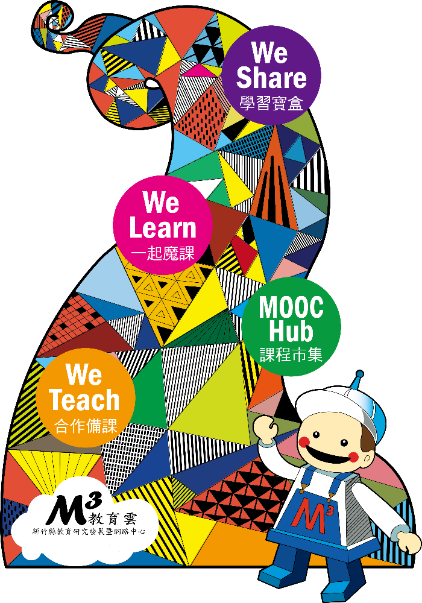 We
Share
學習寶盒
We
Learn
一起魔課
MOOC
Hub
課程市集
We
Teach
合作備課
M³
教育雲
新竹縣教育研究發展暨網路中心
M³